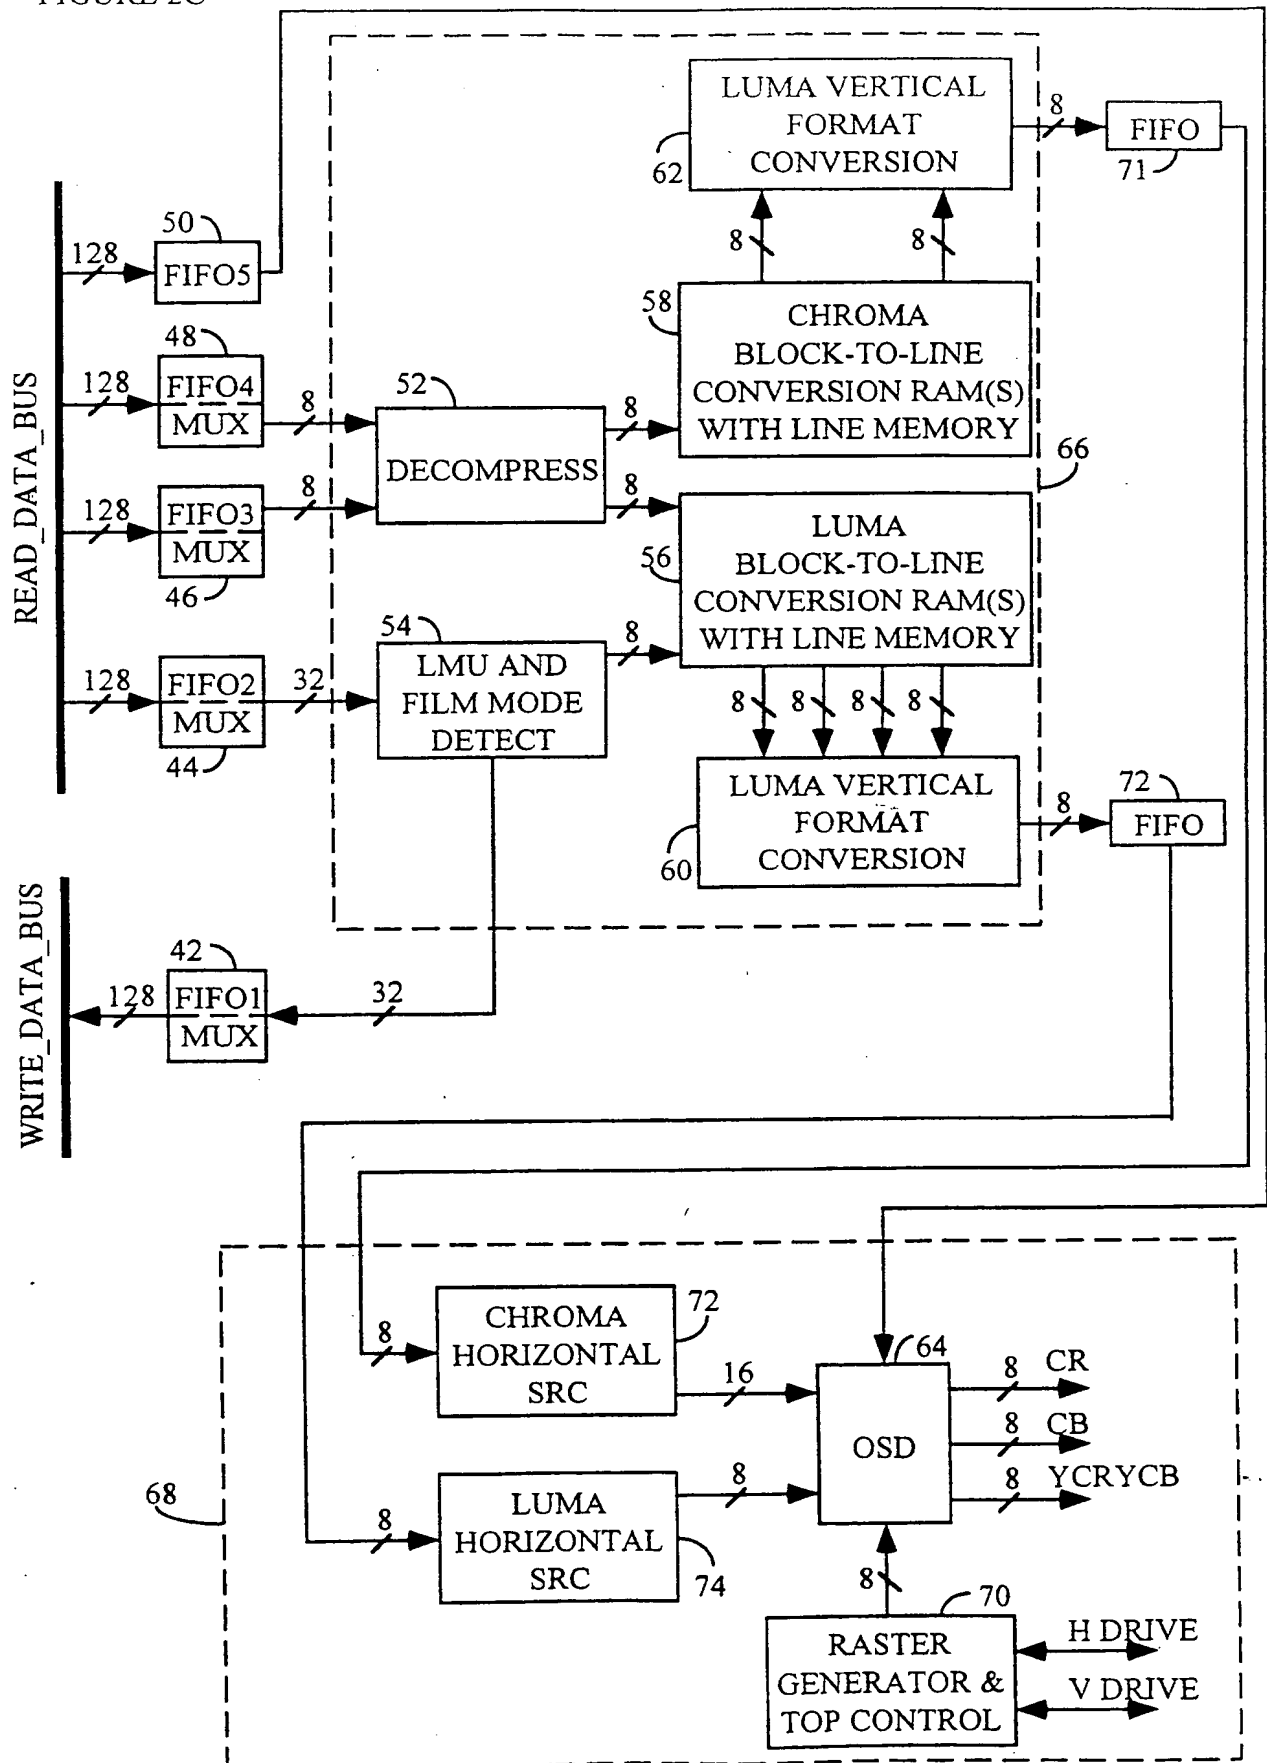 FIGURE 2C
LUMA VERTICAL
FORMAT
CONVERSION
62
8
FIFO
71
50
128
FIFO5
8
8
READ_DATA_BUS
48
128
FIFO4
MUX
8
52
DECOMPRESS
8
58
CHROMA
BLOCK-TO-LINE
CONVERSION RAM(S)
WITH LINE MEMORY
66
128
FIFO3
MUX
46
8
8
56
LUMA
BLOCK-TO-LINE
CONVERSION RAM(S)
WITH LINE MEMORY
128
FIFO2
MUX
44
32
54
LMU AND
FILM MODE
DETECT
8
8
8
8
8
LUMA VERTICAL
FORMAT
CONVERSION
60
8
72
FIFO
WRITE_DATA_BUS
42
128
FIFO1
MUX
32
68
8
CHROMA
HORIZONTAL
SRC
72
16
64
OSD
8
CR
8
CB
8
YCRYCB
8
LUMA
HORIZONTAL
SRC
74
8
8
70
RASTER
GENERATOR &
TOP CONTROL
H DRIVE
V DRIVE